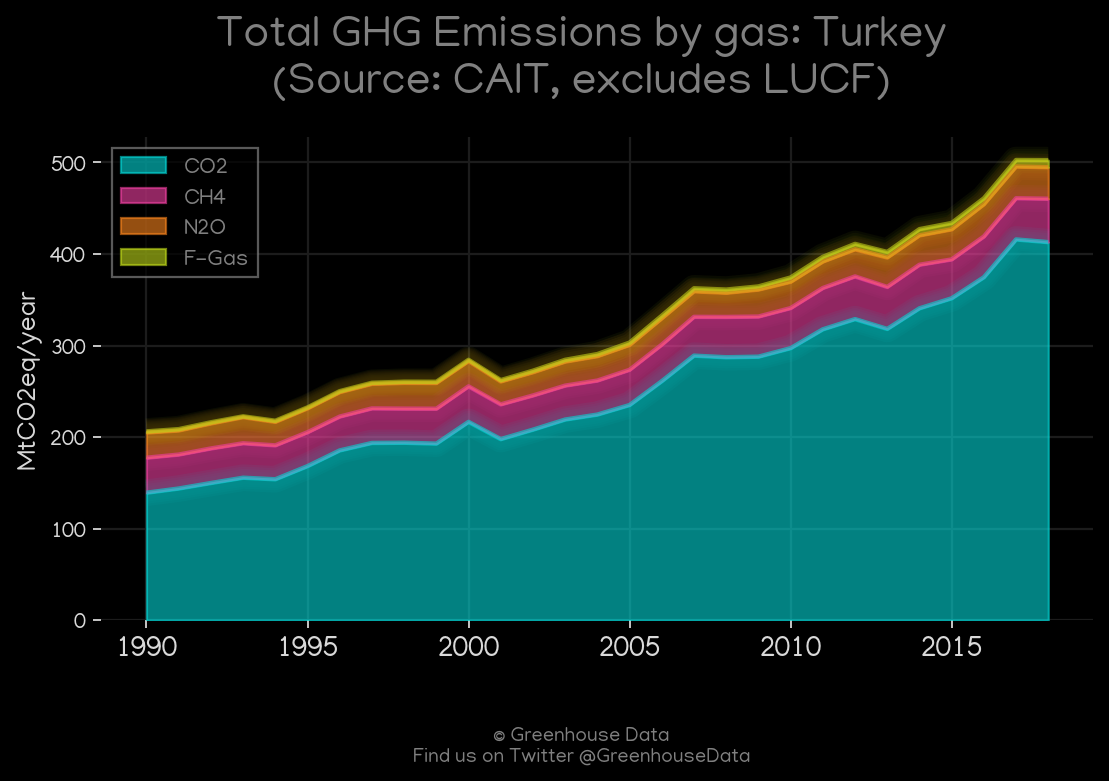 Total GHG Emissions by gas: Turkey
(Source: CAIT, excludes LUCF)
MtCO2eq/year
500
400
300
200
100
0
CO2
CH4
N2O
F-Gas
1990 1995 2000 2005 2010 2015
© Greenhouse Data
Find us on Twitter @GreenhouseData